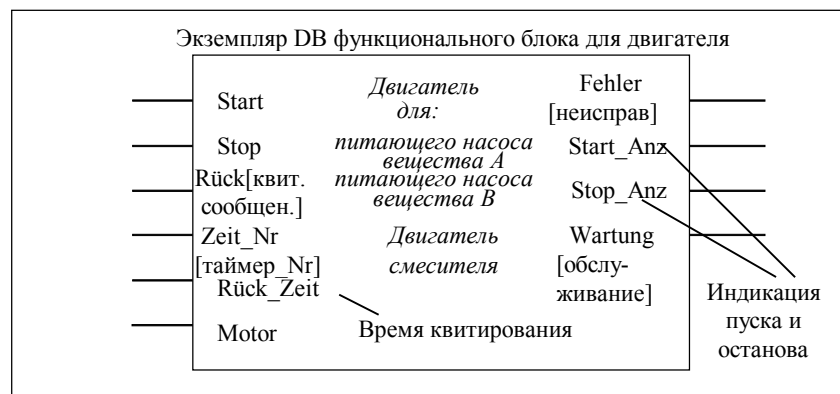 Экземпляр DB функционального блока для двигателя
Start
Stop
Rück[квит.
сообщен.]
Zeit_Nr
[таймер_Nr]
Rück_Zeit
Motor
Двигатель
для:
питающего насоса
вещества A
питающего насоса
вещества B
Двигатель
смесителя
Время квитирования
Fehler
[неисправ]
Start_Anz
Stop_Anz
Wartung
[обслу-
живание]
Индикация
пуска и
останова